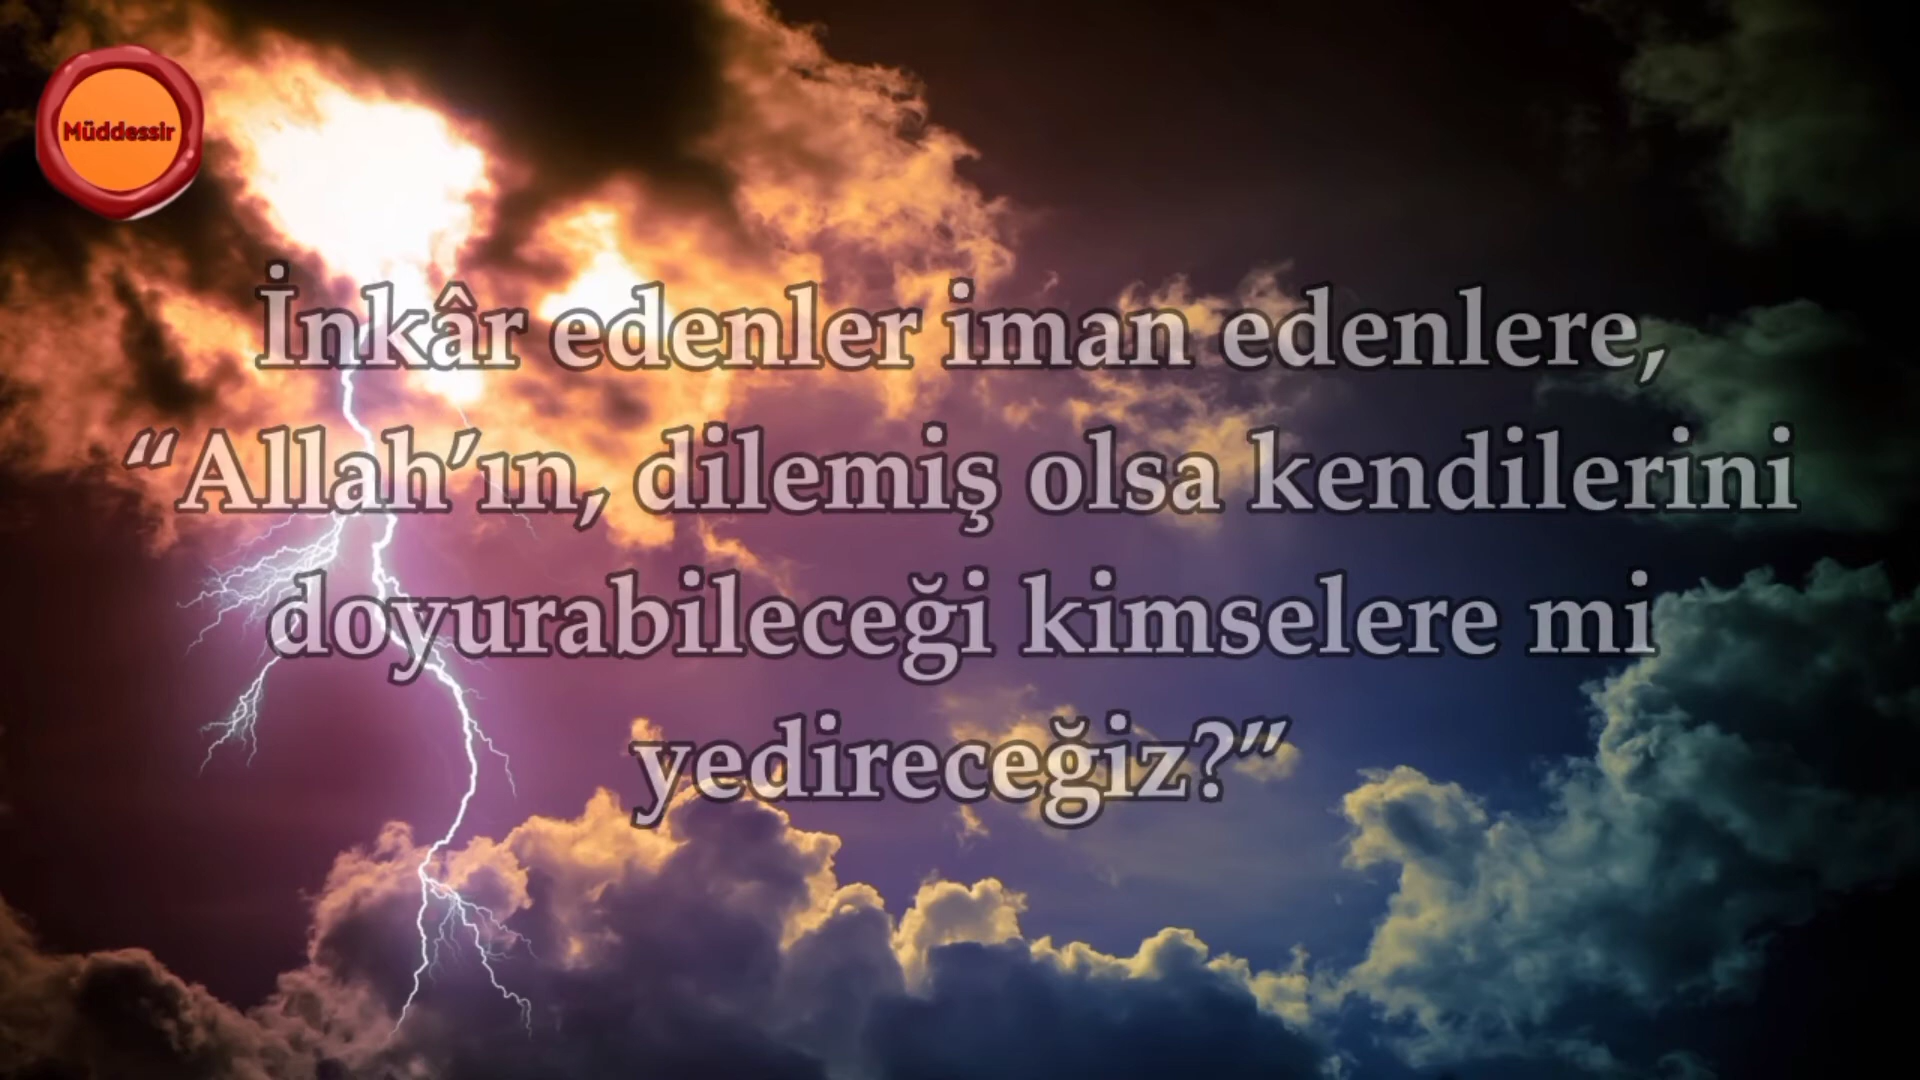 Müddessir
İnkâr edenler iman edenlere,
“Allah’ın, dilemiş olsa kendilerini
doyurabileceği kimselere mi
yedireceğiz?”